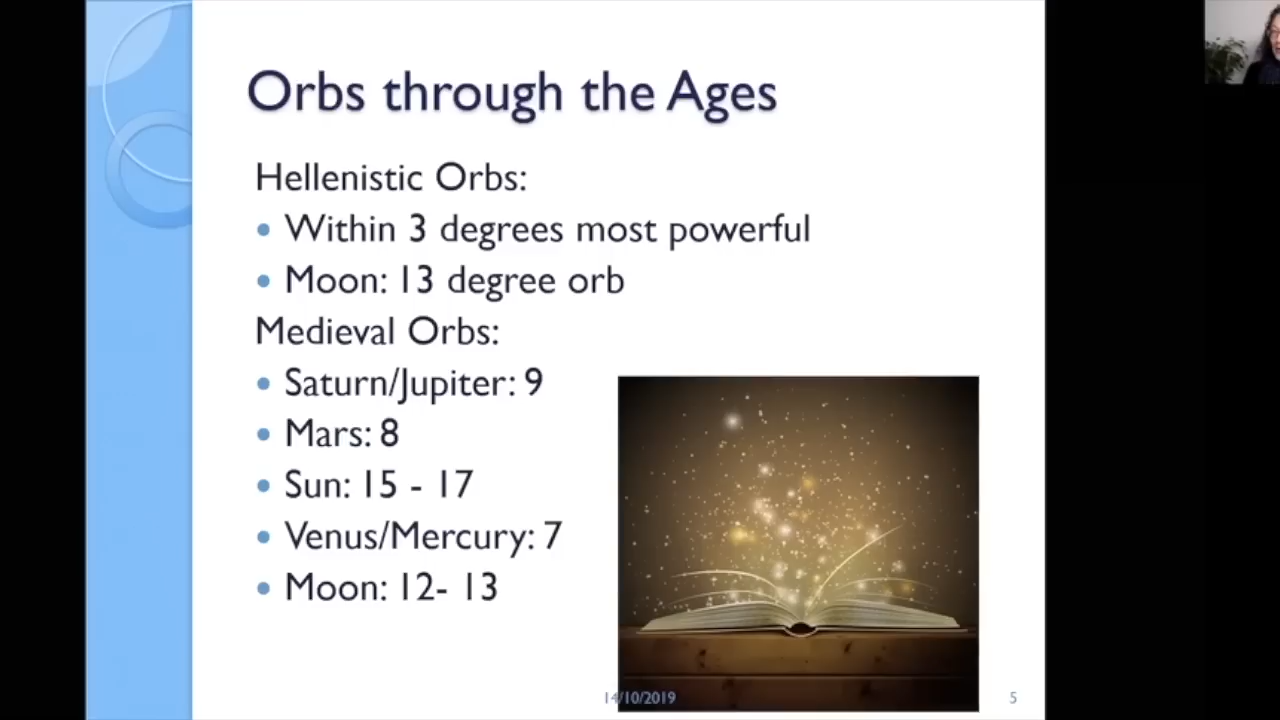 Orbs through the Ages
Hellenistic Orbs:
• Within 3 degrees most powerful
• Moon: 13 degree orb
Medieval Orbs:
• Saturn/Jupiter: 9
• Mars: 8
• Sun: 15 - 17
• Venus/Mercury: 7
• Moon: 12- 13
14/10/2019
5